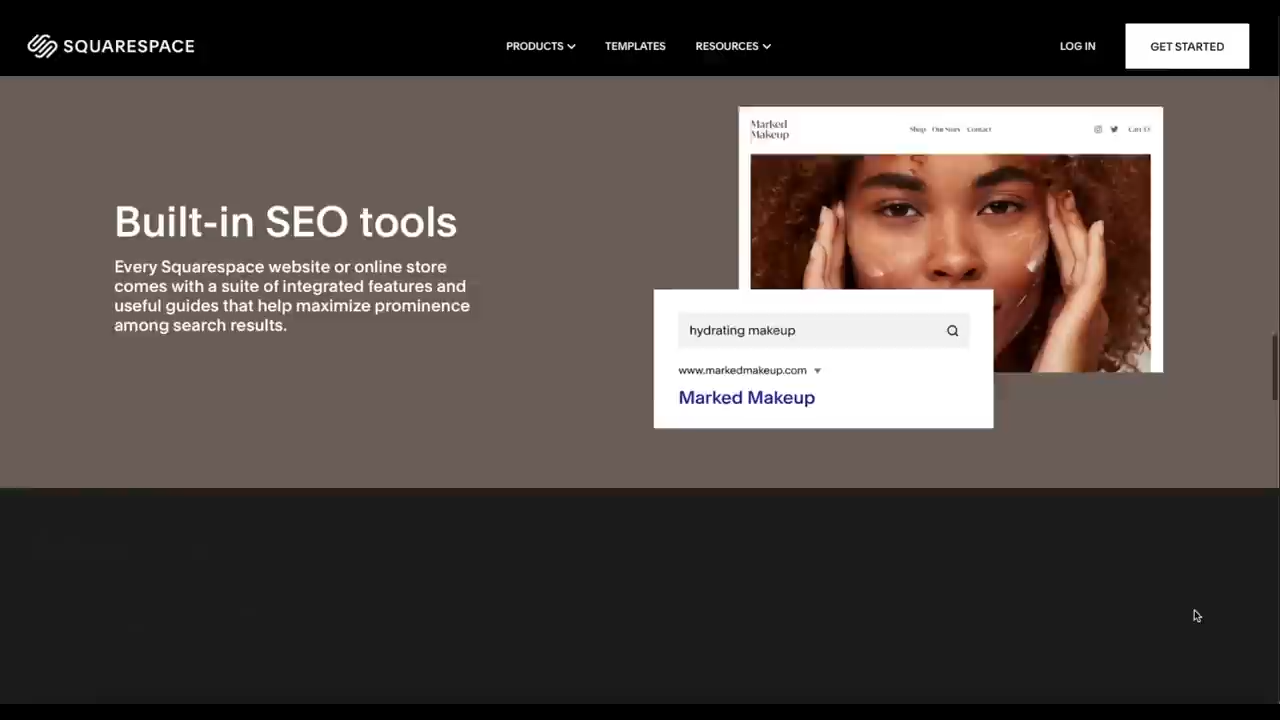 SQUARESPACE
PRODUCTS
TEMPLATES
RESOURCES
LOG IN
GET STARTED
Marked
Makeup
Shop Our Story Contact
Built-in SEO tools
Every Squarespace website or online store
comes with a suite of integrated features and
useful guides that help maximize prominence
among search results.
hydrating makeup
www.markedmakeup.com
Marked Makeup